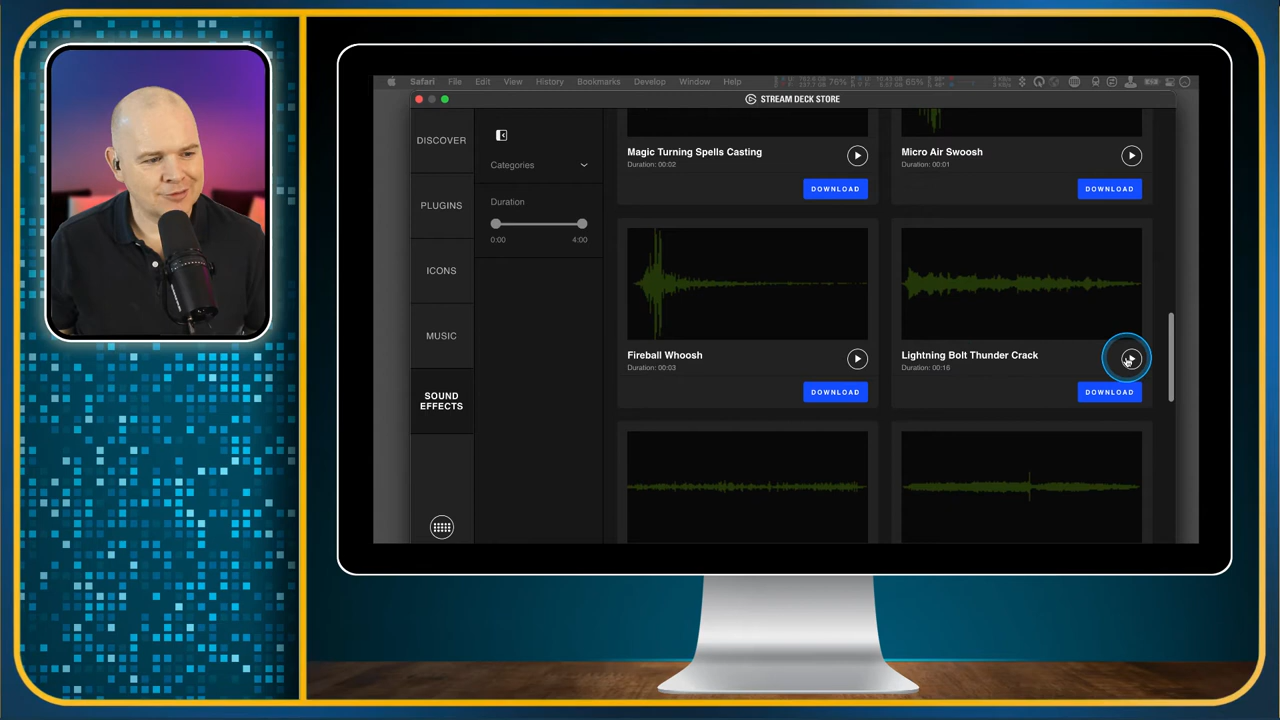 Safari File Edit View History Bookmarks Develop Window Help 76% 65%
STREAM DECK STORE
DISCOVER
PLUGINS
ICONS
MUSIC
SOUND
EFFECTS
Categories
Duration
0:00 4:00
Magic Turning Spells Casting
Duration: 00:02
DOWNLOAD
Micro Air Swoosh
Duration: 00:01
DOWNLOAD
Fireball Whoosh
Duration: 00:03
DOWNLOAD
Lightning Bolt Thunder Crack
Duration: 00:16
DOWNLOAD